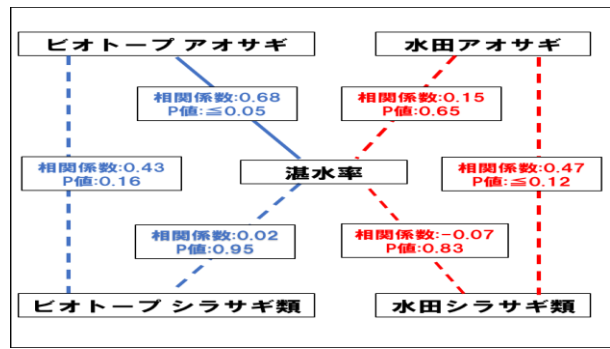 ビオトープ アオサギ
水田アオサギ
相関係数:0.68
P値:≦0.05
相関係数:0.15
P値:0.65
相関係数:0.43
P値:0.16
湛水率
相関係数:0.47
P値:≦0.12
相関係数:0.02
P値:0.95
相関係数:-0.07
P値:0.83
ビオトープ シラサギ類
水田シラサギ類